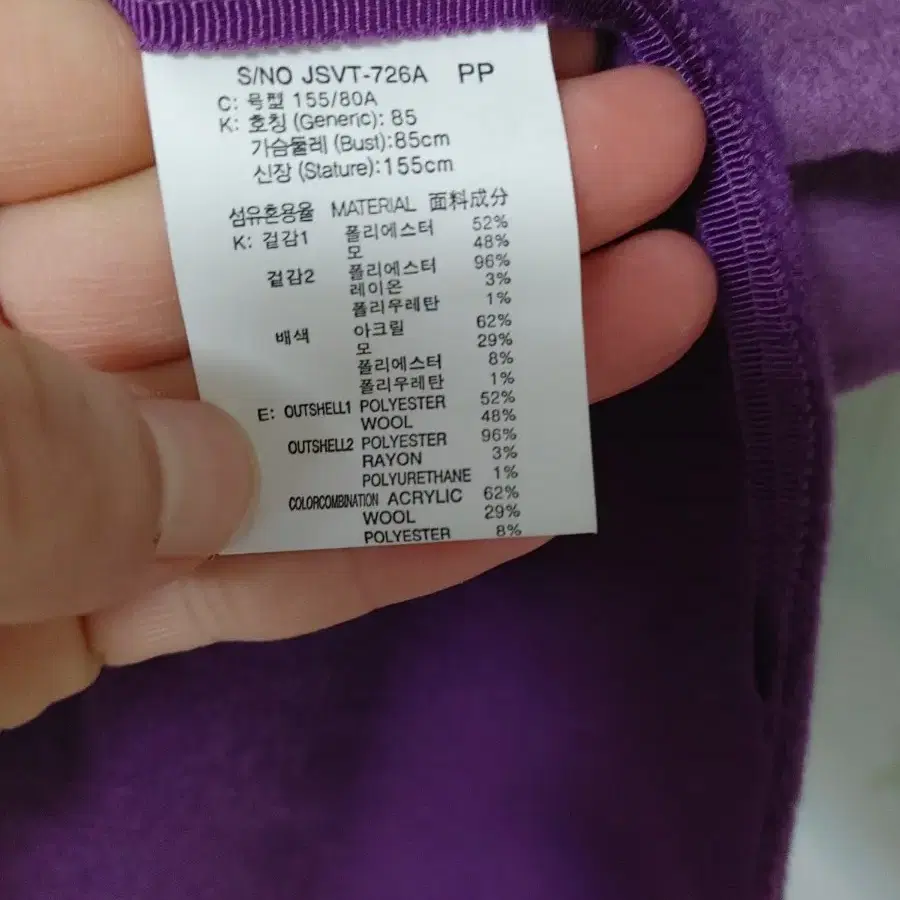 S/NO JSVT-726A PP
C: 号型 155/80A
K: 호칭 (Generic): 85
가슴둘레 (Bust):85cm
신장 (Stature):155cm
섬유혼용율 MATERIAL 面料成分
K: 겉감1 폴리에스터 52%
모 48%
겉감2 폴리에스터 96%
레이온 3%
폴리우레탄 1%
배색 아크릴 62%
모 29%
폴리에스터 8%
폴리우레탄 1%
E: OUTSHELL1 POLYESTER 52%
WOOL 48%
OUTSHELL2 POLYESTER 96%
RAYON 3%
POLYURETHANE 1%
COLORCOMBINATION ACRYLIC 62%
WOOL 29%
POLYESTER 8%